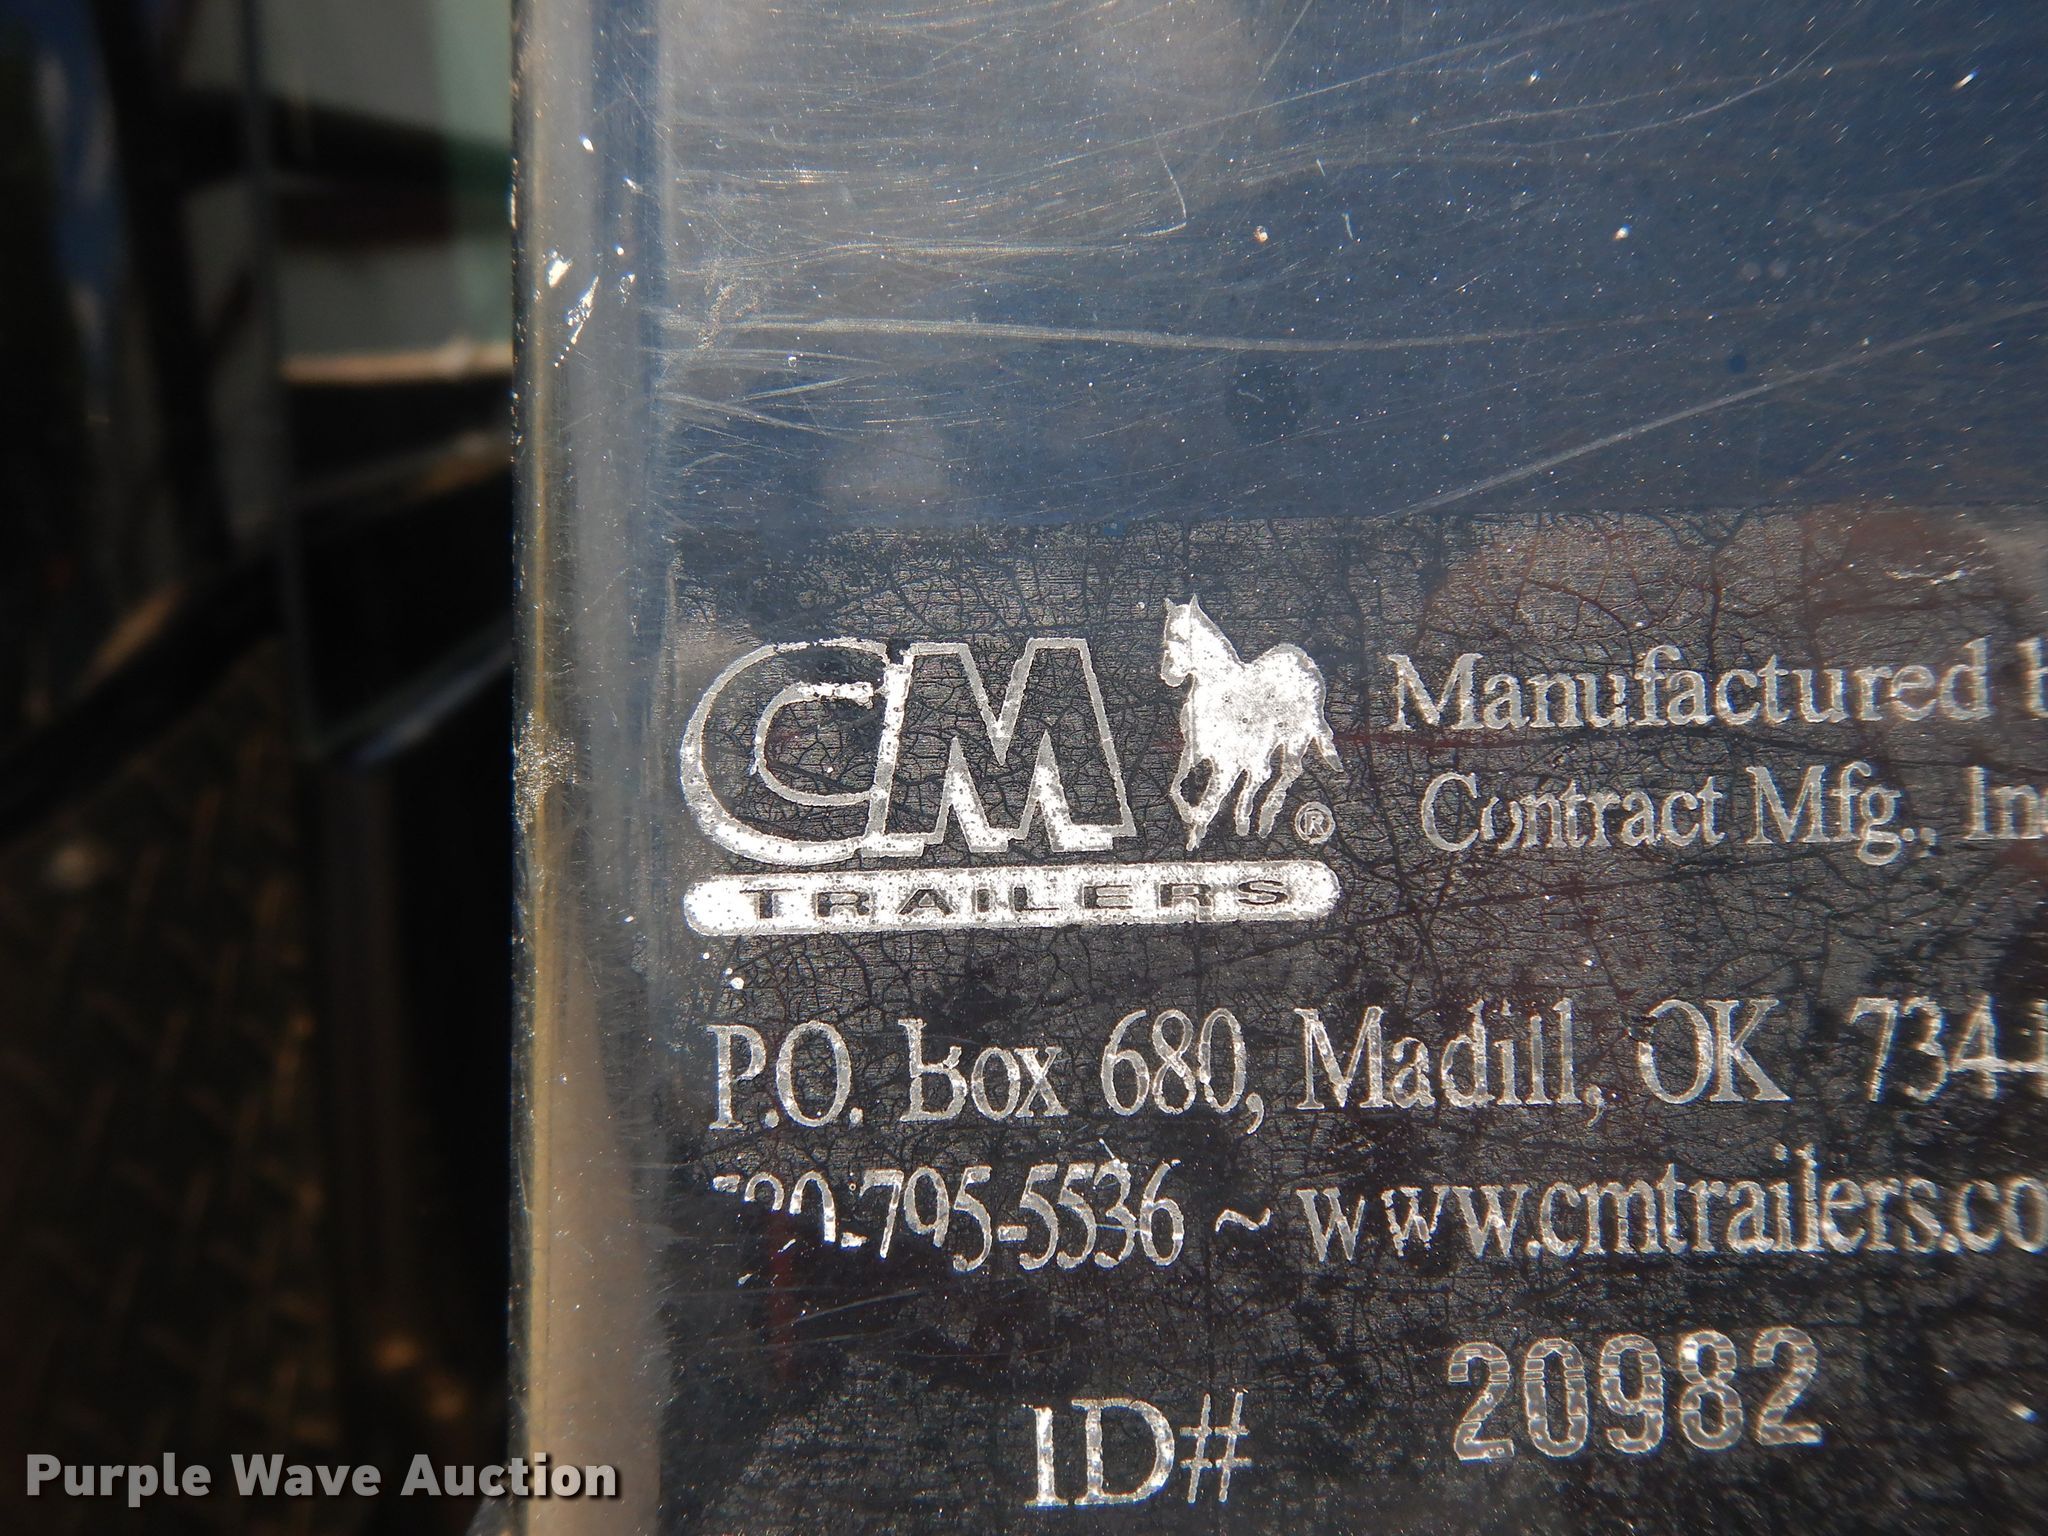 CM®
TRAILERS
Manufactured b
Contract Mfg., In
P.O. Box 680, Madill, OK 734
795-5536 ~ www.cmtrailers.co
ID# 20982
Purple Wave Auction